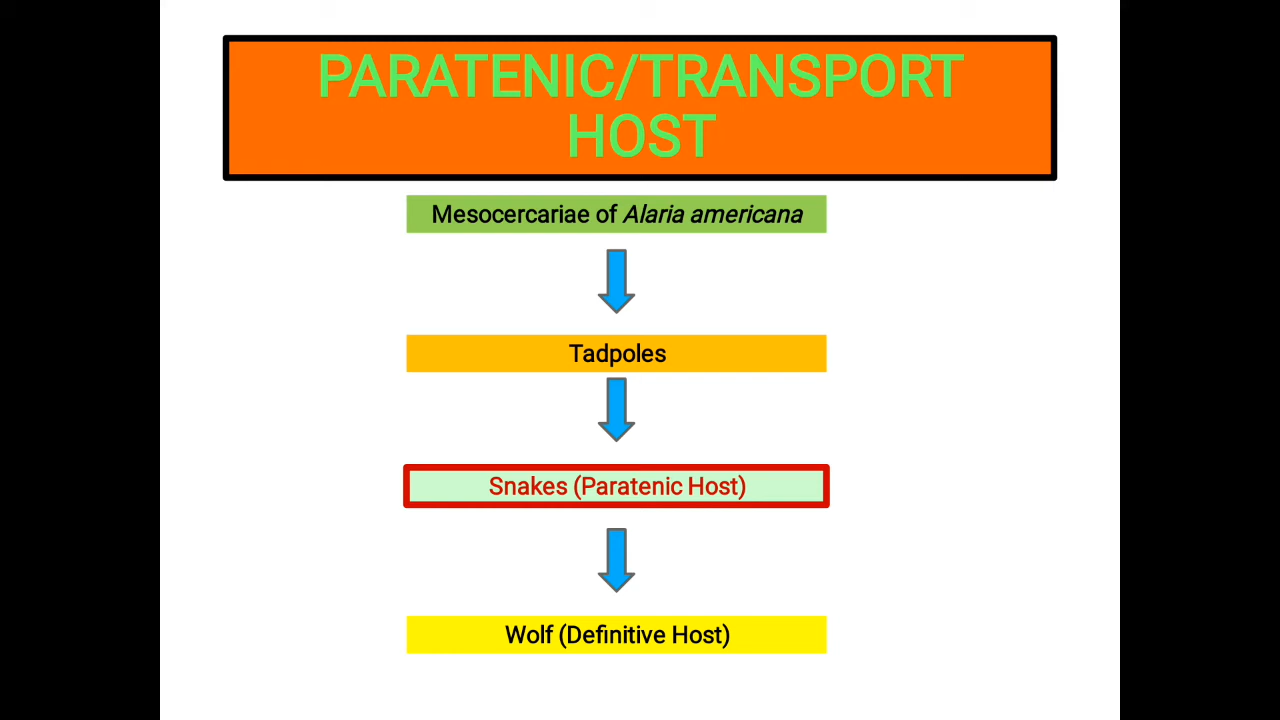 PARATENIC/TRANSPORT
HOST
Mesocercariae of Alaria americana
Tadpoles
Snakes (Paratenic Host)
Wolf (Definitive Host)